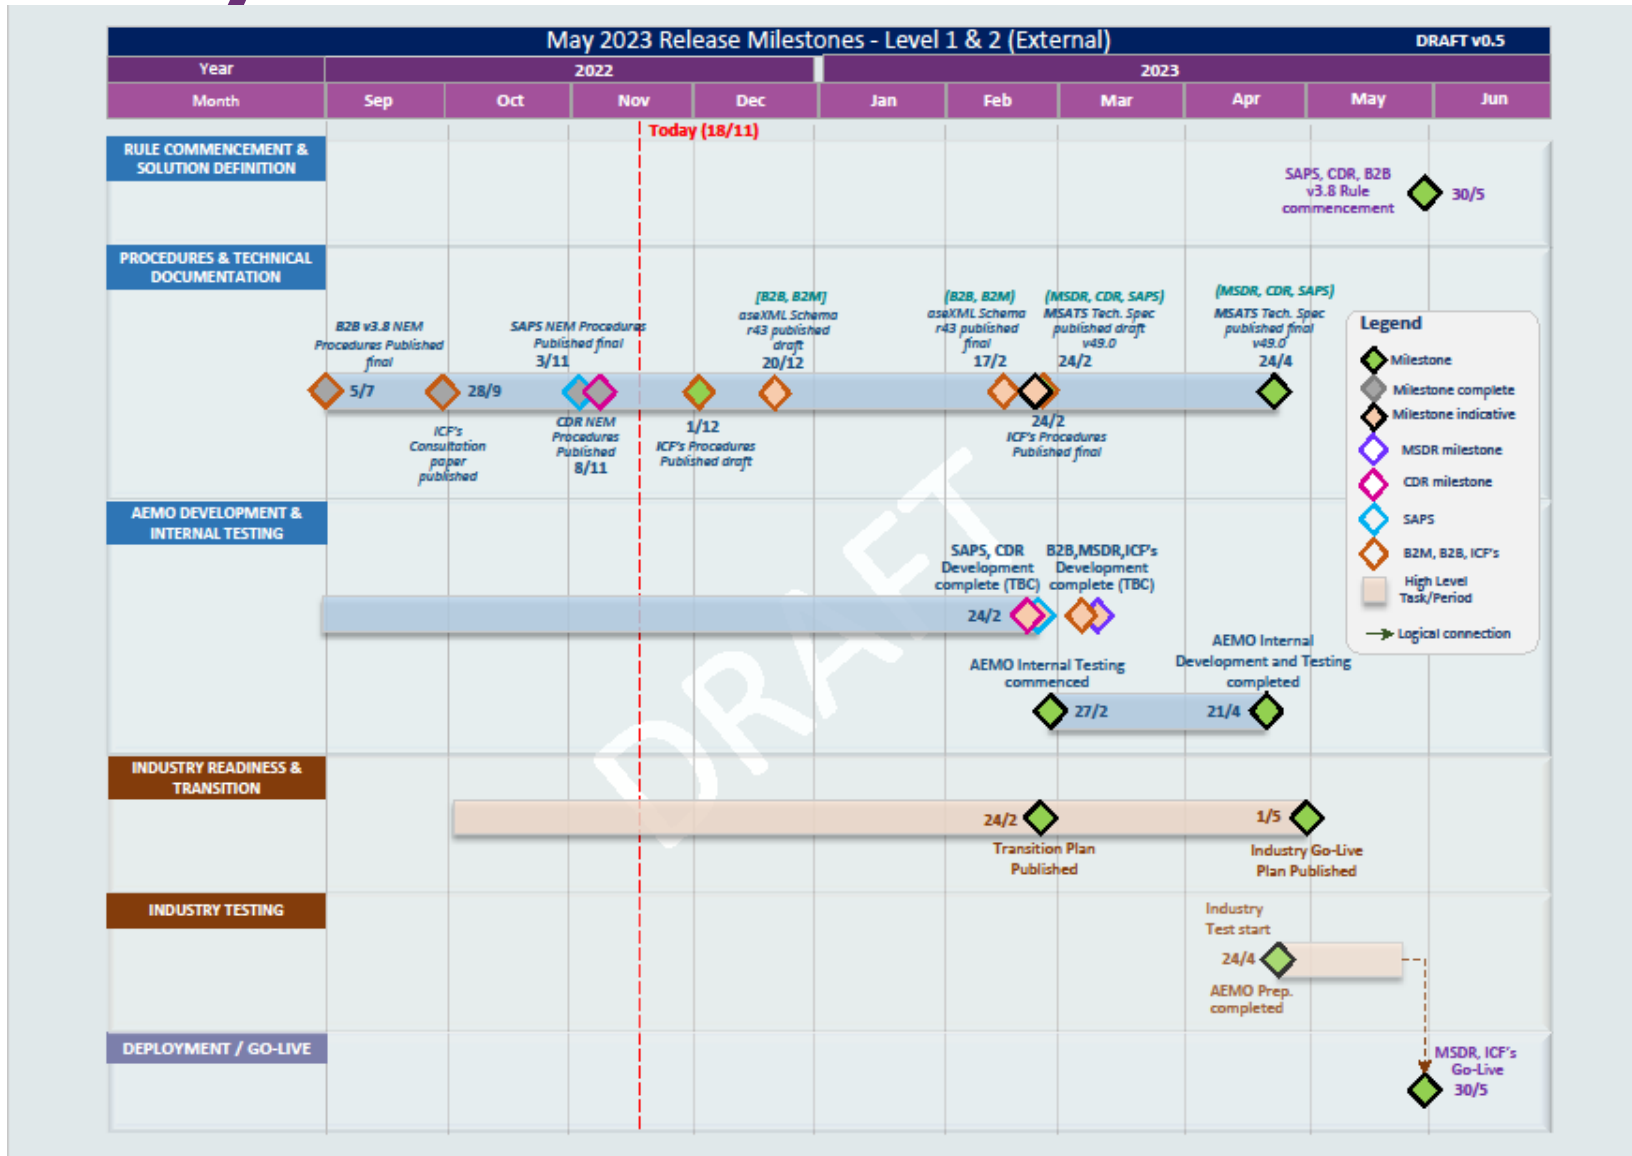 May 2023 Release Milestones - Level 1 & 2 (External)
DRAFT v0.5
Year
2022
2023
Month
Sep
Oct
Nov
Dec
Jan
Feb
Mar
Apr
May
Jun
Today (18/11)
RULE COMMENCEMENT &
SOLUTION DEFINITION
SAPS, CDR, B2B
v3.8 Rule
commencement
30/5
PROCEDURES & TECHNICAL
DOCUMENTATION
B2B v3.8 NEM
Procedures Published
final
5/7
28/9
ICF's
Consultation
paper
published
SAPS NEM Procedures
Published final
3/11
CDR NEM
Procedures
Published
8/11
1/12
ICF's Procedures
Published draft
[B2B, B2M]
aseXML Schema
r43 published
draft
20/12
(B2B, B2M)
aseXML Schema
r43 published
final
17/2
(MSDR, CDR, SAPS)
MSATS Tech. Spec
published draft
v49.0
24/2
24/2
ICF's Procedures
Published final
(MSDR, CDR, SAPS)
MSATS Tech. Spec
published final
v49.0
24/4
Legend
Milestone
Milestone complete
Milestone indicative
MSDR milestone
CDR milestone
SAPS
B2M, B2B, ICF's
High Level
Task/Period
Logical connection
AEMO DEVELOPMENT &
INTERNAL TESTING
SAPS, CDR
Development
complete (TBC)
24/2
B2B,MSDR,ICF's
Development
complete (TBC)
AEMO Internal Testing
commenced
27/2
AEMO Internal
Development and Testing
completed
21/4
DRAFT
INDUSTRY READINESS &
TRANSITION
24/2
Transition Plan
Published
1/5
Industry Go-Live
Plan Published
INDUSTRY TESTING
Industry
Test start
24/4
AEMO Prep.
completed
DEPLOYMENT / GO-LIVE
MSDR, ICF's
Go-Live
30/5